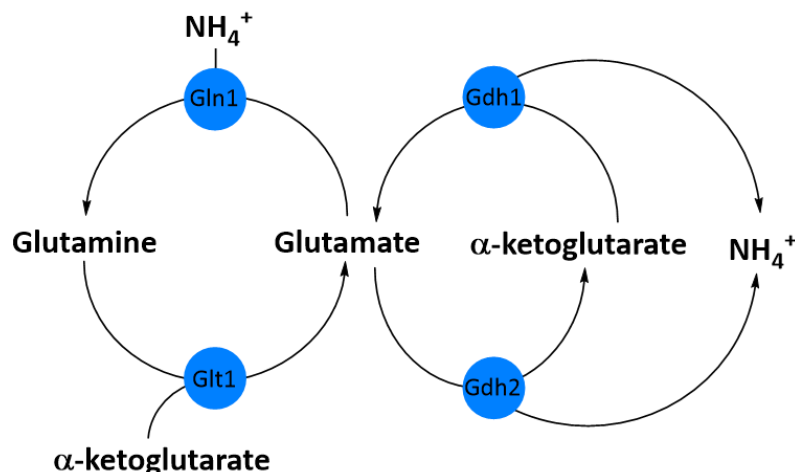 NH₄⁺
Gln1
Gdh1
Glutamine
Glutamate
α-ketoglutarate
NH₄⁺
Glt1
Gdh2
α-ketoglutarate